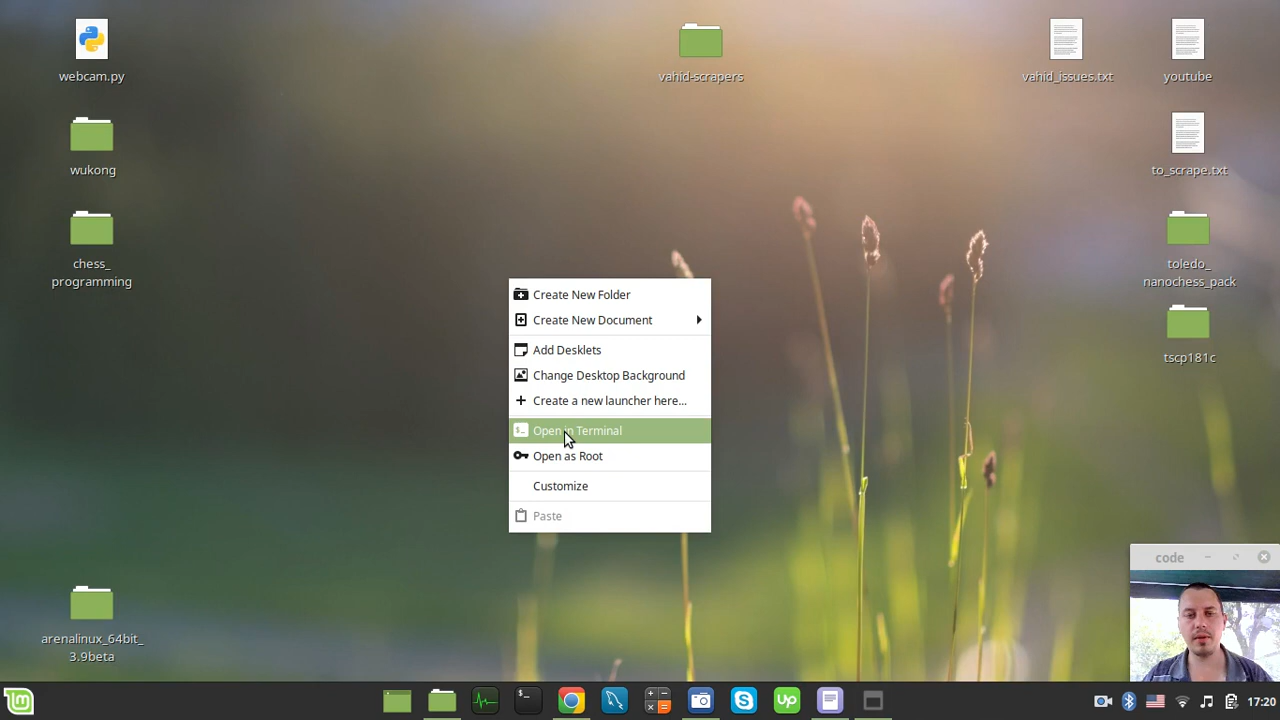 webcam.py
vahid-scrapers
vahid_issues.txt
youtube
wukong
to_scrape.txt
chess_
programming
toledo_
nanochess_pack
tscp181c
arenalinux_64bit_
3.9beta
Create New Folder
Create New Document
Add Desklets
Change Desktop Background
Create a new launcher here...
Open in Terminal
Open as Root
Customize
Paste
code
Up
17:20